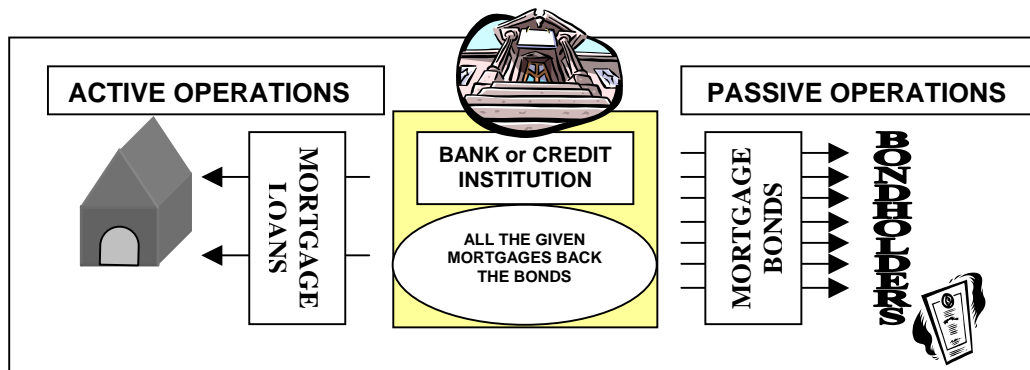 ACTIVE OPERATIONS
PASSIVE OPERATIONS
MORTGAGE
LOANS
BANK or CREDIT
INSTITUTION
ALL THE GIVEN
MORTGAGES BACK
THE BONDS
MORTGAGE
BONDS
BONDHOLDERS